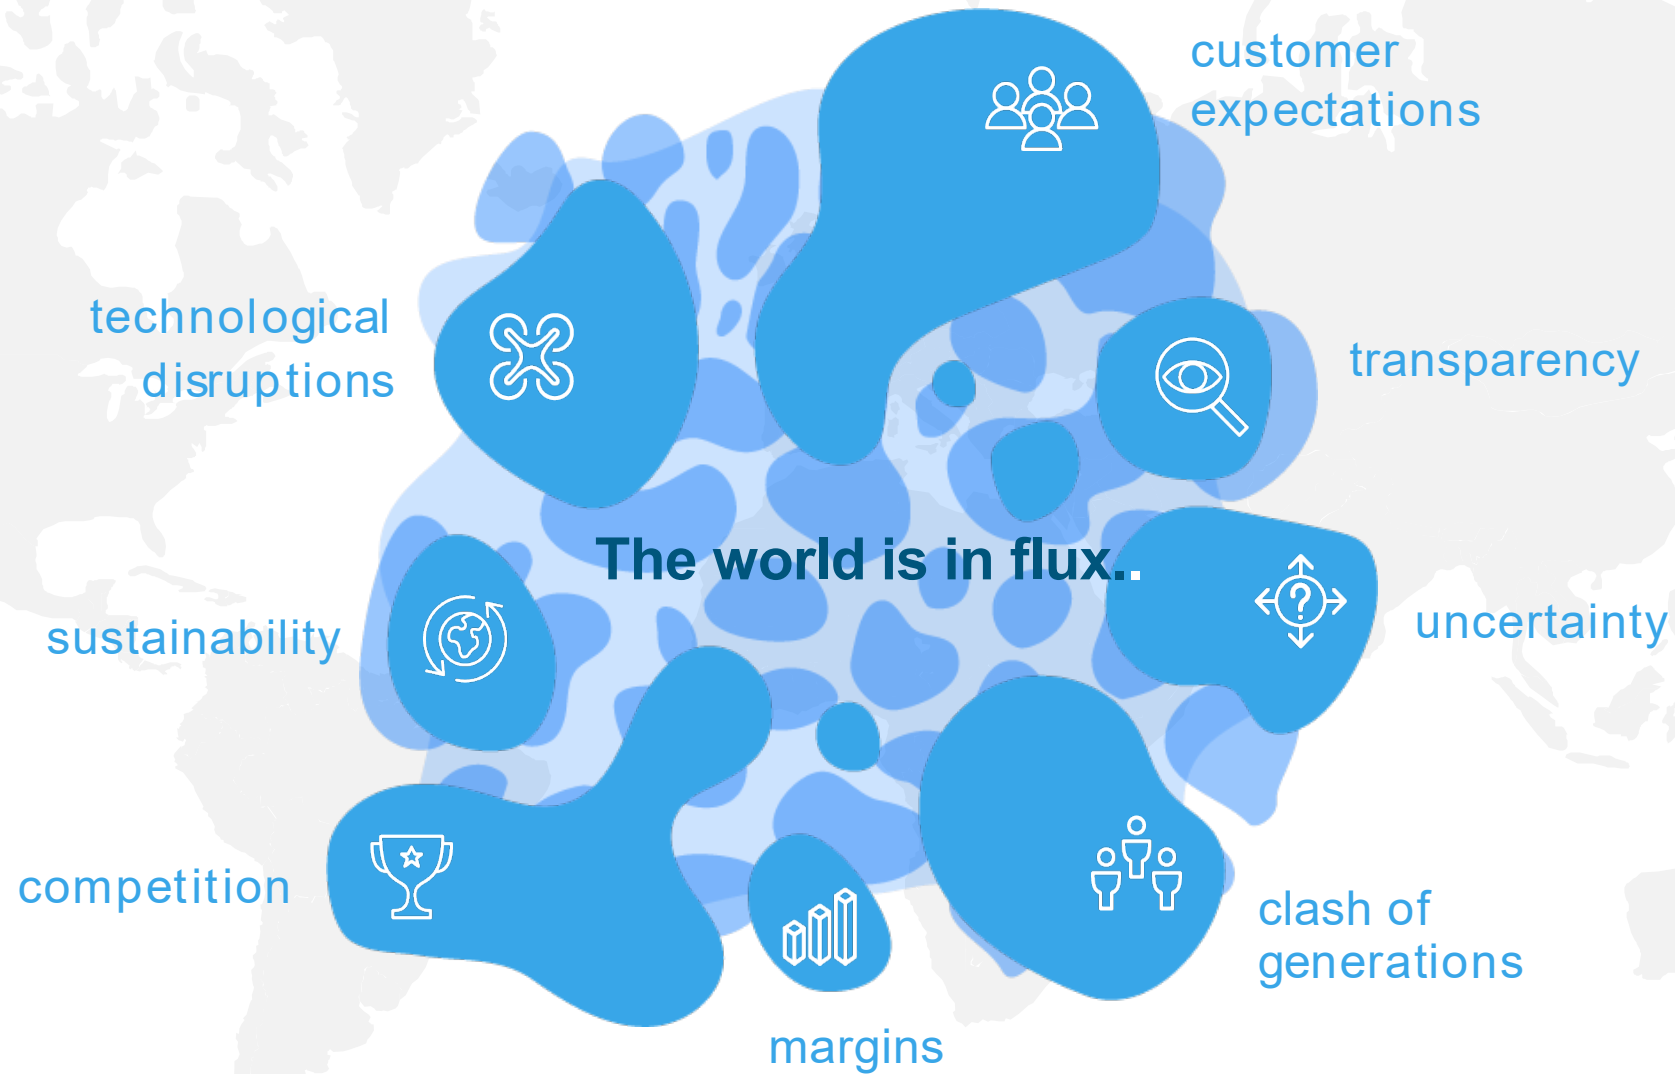 customer
expectations
technological
disruptions
transparency
The world is in flux..
sustainability
uncertainty
competition
clash of
generations
margins
?